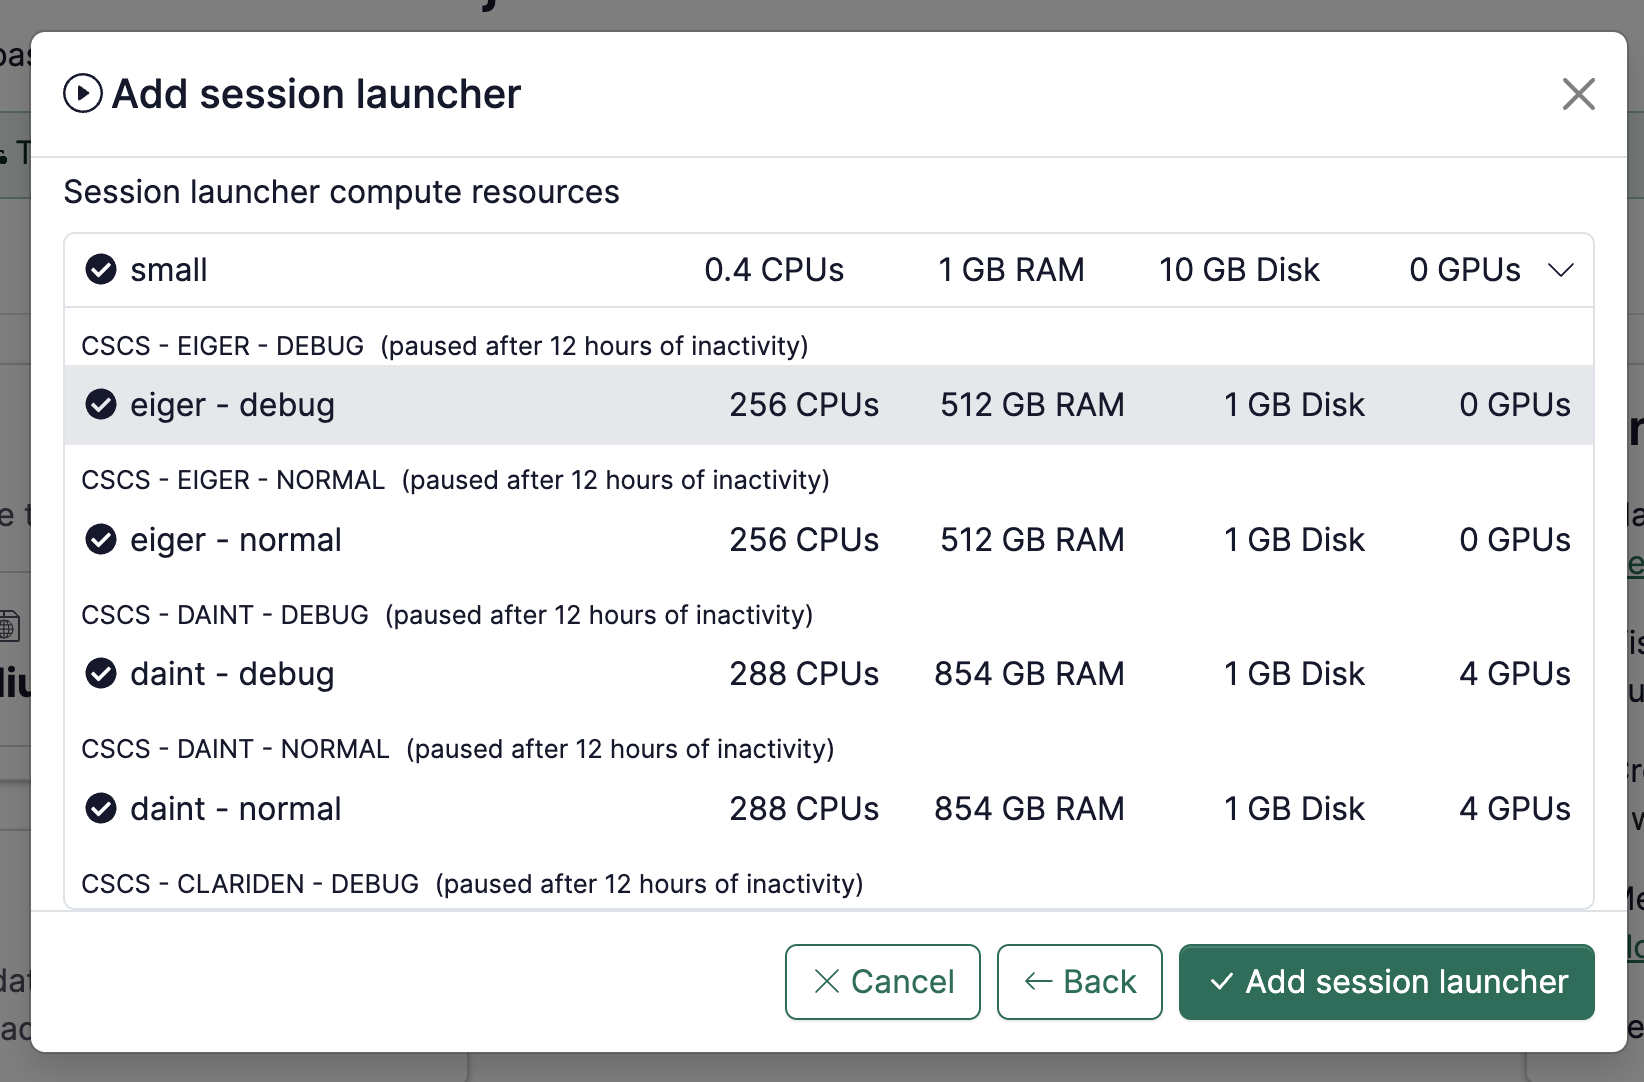 Add session launcher
Session launcher compute resources
small 0.4 CPUs 1 GB RAM 10 GB Disk 0 GPUs
CSCS - EIGER - DEBUG (paused after 12 hours of inactivity)
eiger - debug 256 CPUs 512 GB RAM 1 GB Disk 0 GPUs
CSCS - EIGER - NORMAL (paused after 12 hours of inactivity)
eiger - normal 256 CPUs 512 GB RAM 1 GB Disk 0 GPUs
CSCS - DAINT - DEBUG (paused after 12 hours of inactivity)
daint - debug 288 CPUs 854 GB RAM 1 GB Disk 4 GPUs
CSCS - DAINT - NORMAL (paused after 12 hours of inactivity)
daint - normal 288 CPUs 854 GB RAM 1 GB Disk 4 GPUs
CSCS - CLARIDEN - DEBUG (paused after 12 hours of inactivity)
Cancel Back Add session launcher